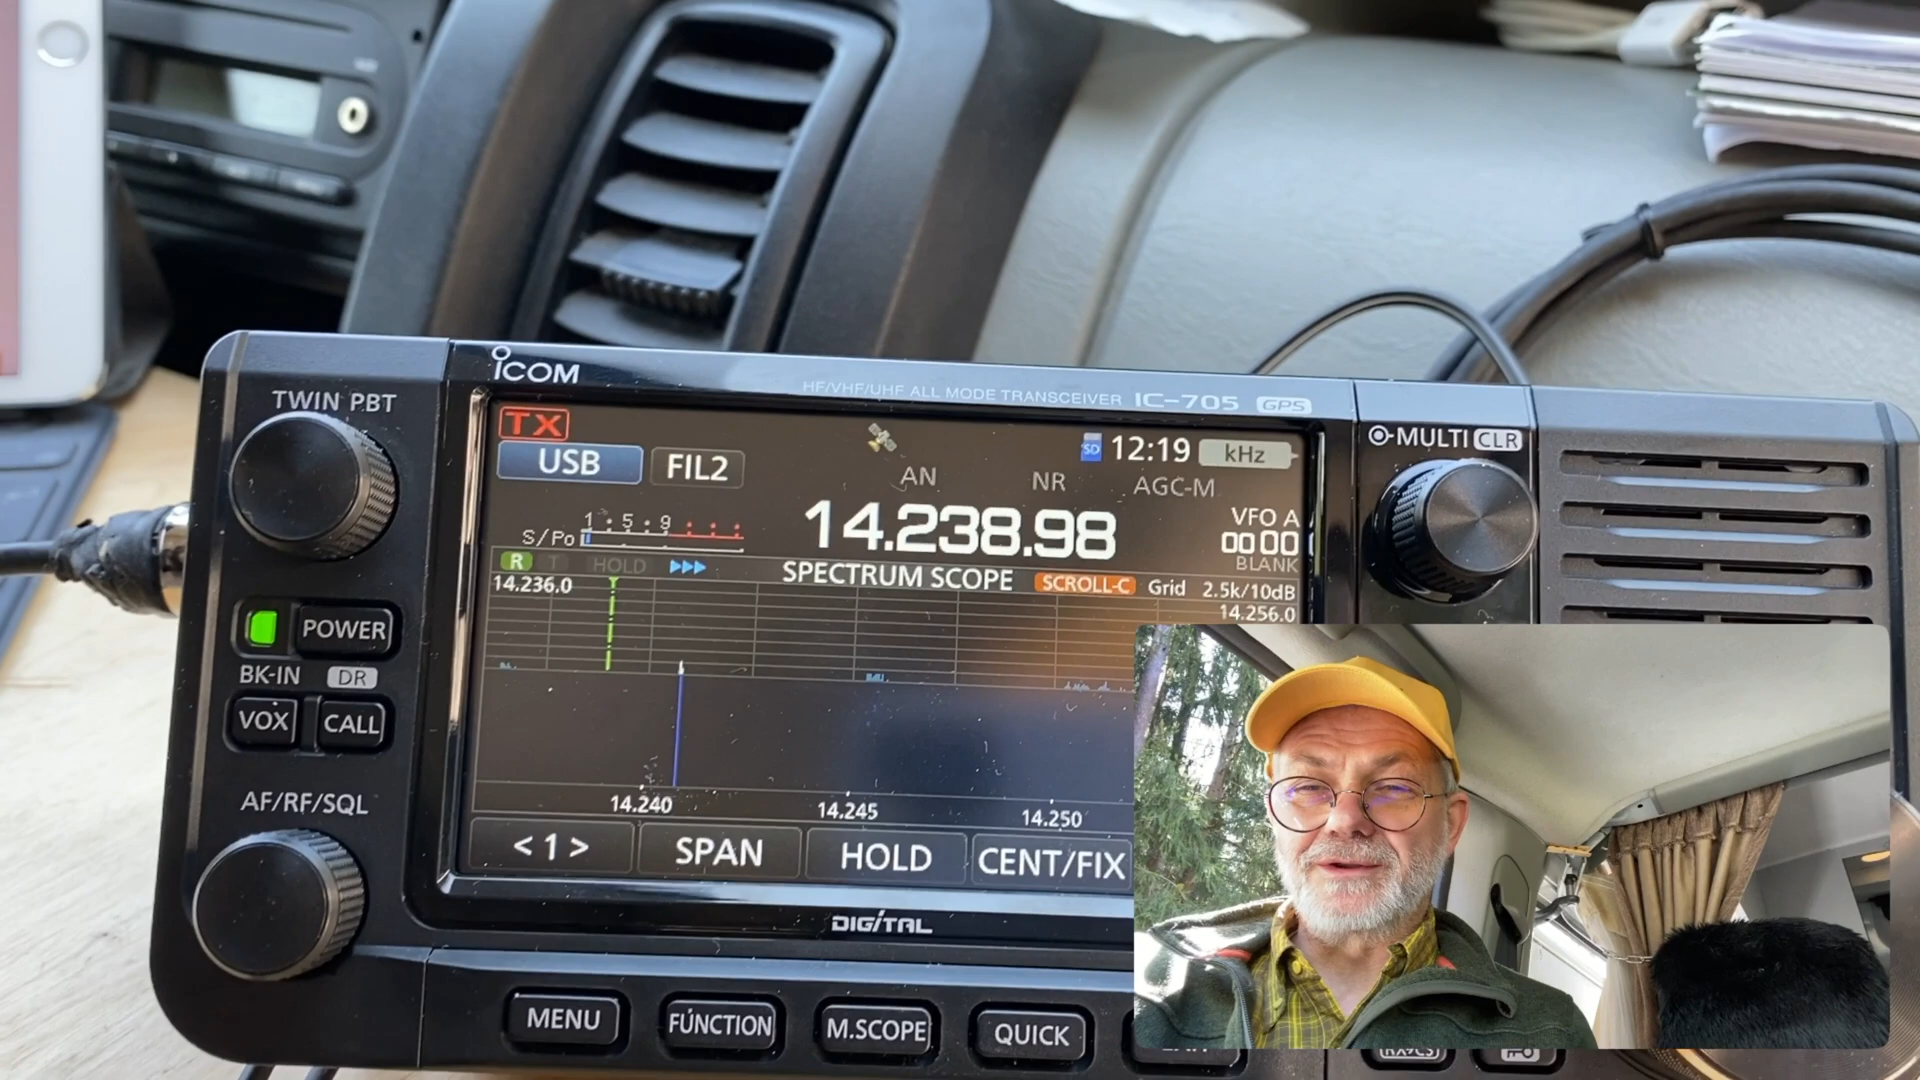 ICOM
HF/VHF/UHF ALL MODE TRANSCEIVER IC-705 GPS
TWIN PBT
MULTI CLR
TX
USB FIL2
SD 12:19 kHz
AN NR AGC-M
1 5 9
S/Po
14.238.98
VFO A
00 00
BLANK
R T HOLD
SPECTRUM SCOPE SCROLL-C Grid 2.5k/10dB
14.236.0
14.256.0
POWER
BK-IN DR
VOX CALL
AF/RF/SQL
14.240 14.245 14.250
< 1 > SPAN HOLD CENT/FIX
DIGITAL
MENU FUNCTION M.SCOPE QUICK